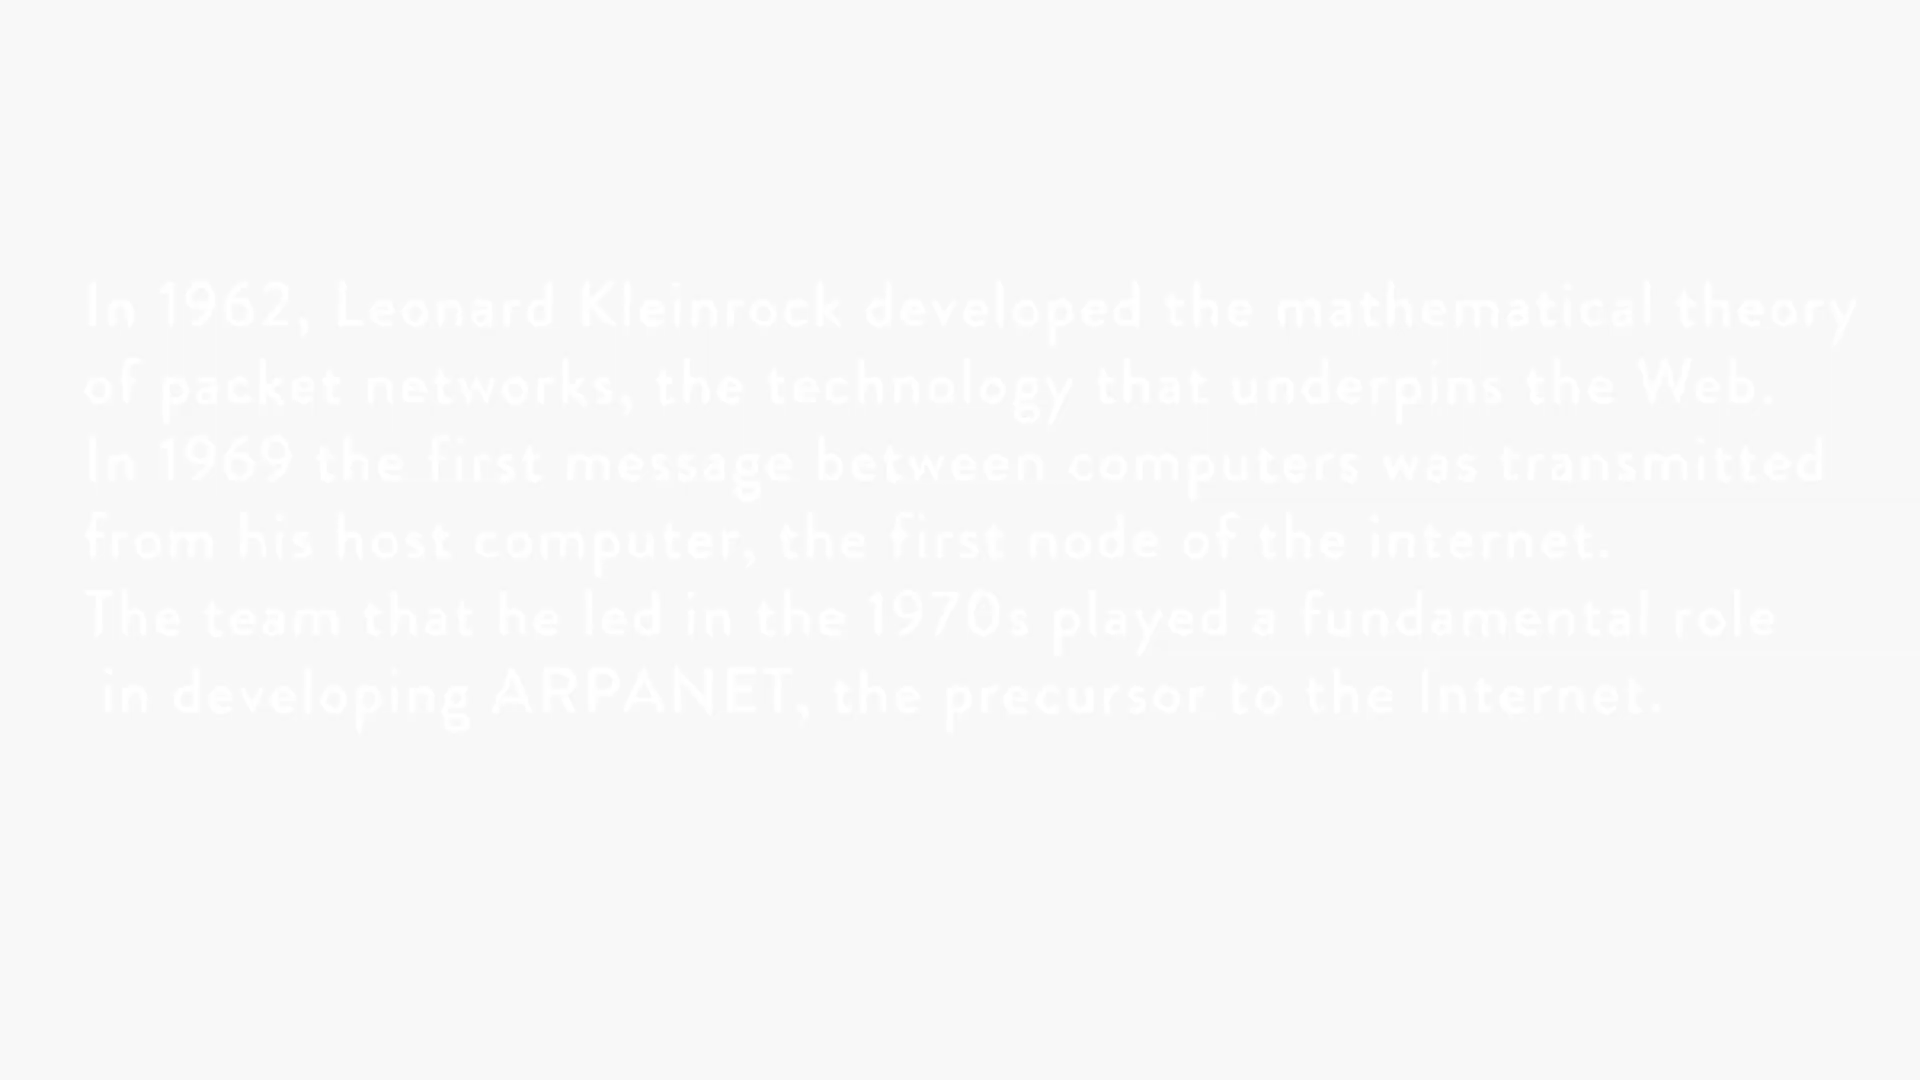 In 1962, Leonard Kleinrock developed the mathematical theory
of packet networks, the technology that underpins the Web.
In 1969 the first message between computers was transmitted
from his host computer, the first node of the internet.
The team that he led in the 1970s played a fundamental role
in developing ARPANET, the precursor to the Internet.